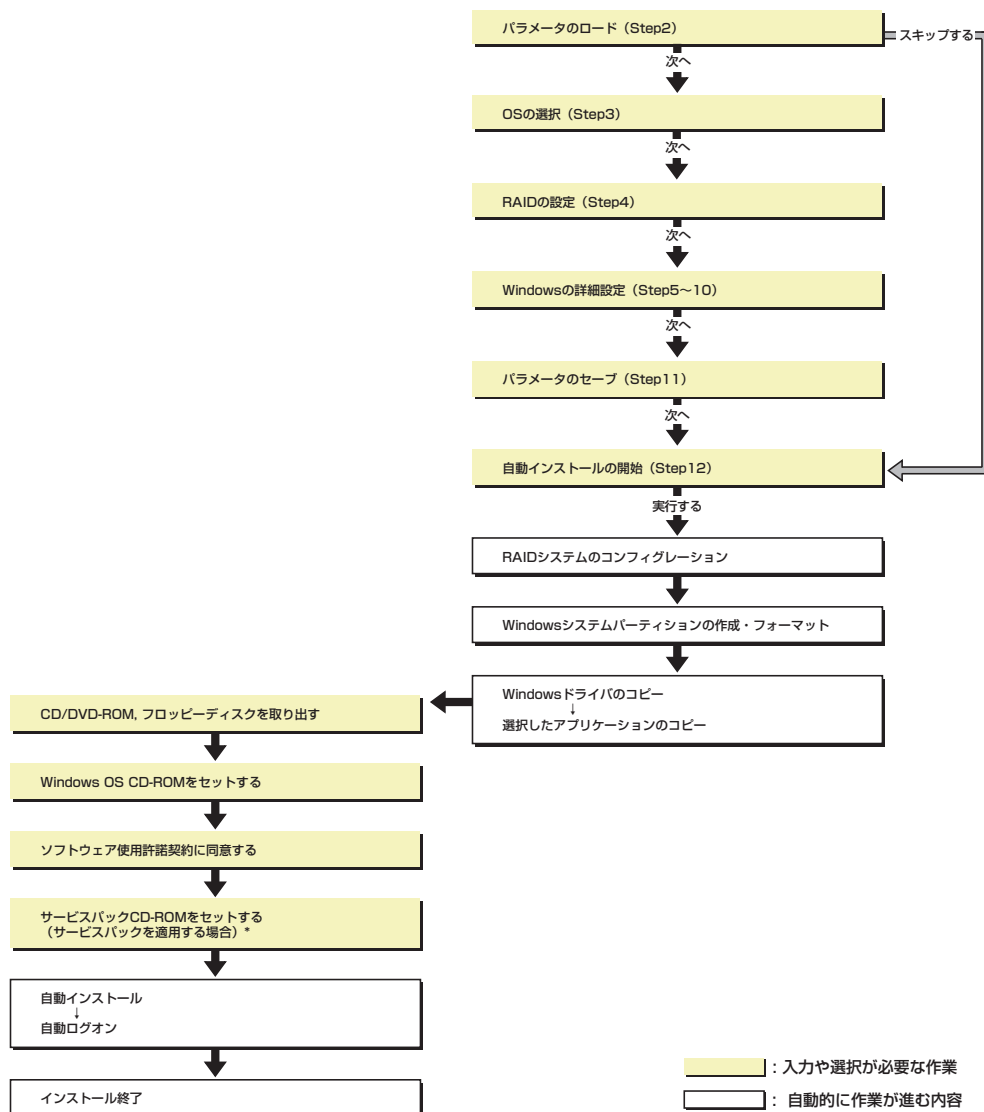 パラメータのロード（Step2）
スキップする
次へ
OSの選択（Step3）
次へ
RAIDの設定（Step4）
次へ
Windowsの詳細設定（Step5～10）
次へ
パラメータのセーブ（Step11）
次へ
自動インストールの開始（Step12）
実行する
RAIDシステムのコンフィグレーション
Windowsシステムパーティションの作成・フォーマット
Windowsドライバのコピー
↓
選択したアプリケーションのコピー
CD/DVD-ROM, フロッピーディスクを取り出す
Windows OS CD-ROMをセットする
ソフトウェア使用許諾契約に同意する
サービスパックCD-ROMをセットする
（サービスパックを適用する場合）*
自動インストール
↓
自動ログオン
インストール終了
：入力や選択が必要な作業
： 自動的に作業が進む内容